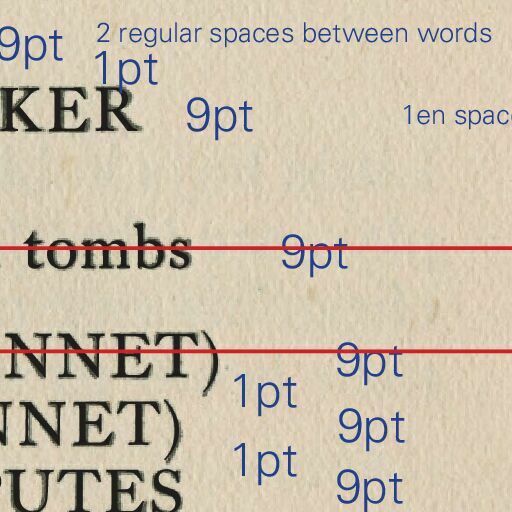 9pt 2 regular spaces between words
1pt
KER 9pt 1en
tombs 9pt
NNET) 9pt
1pt
NNET) 9pt
1pt
PUTES 9pt